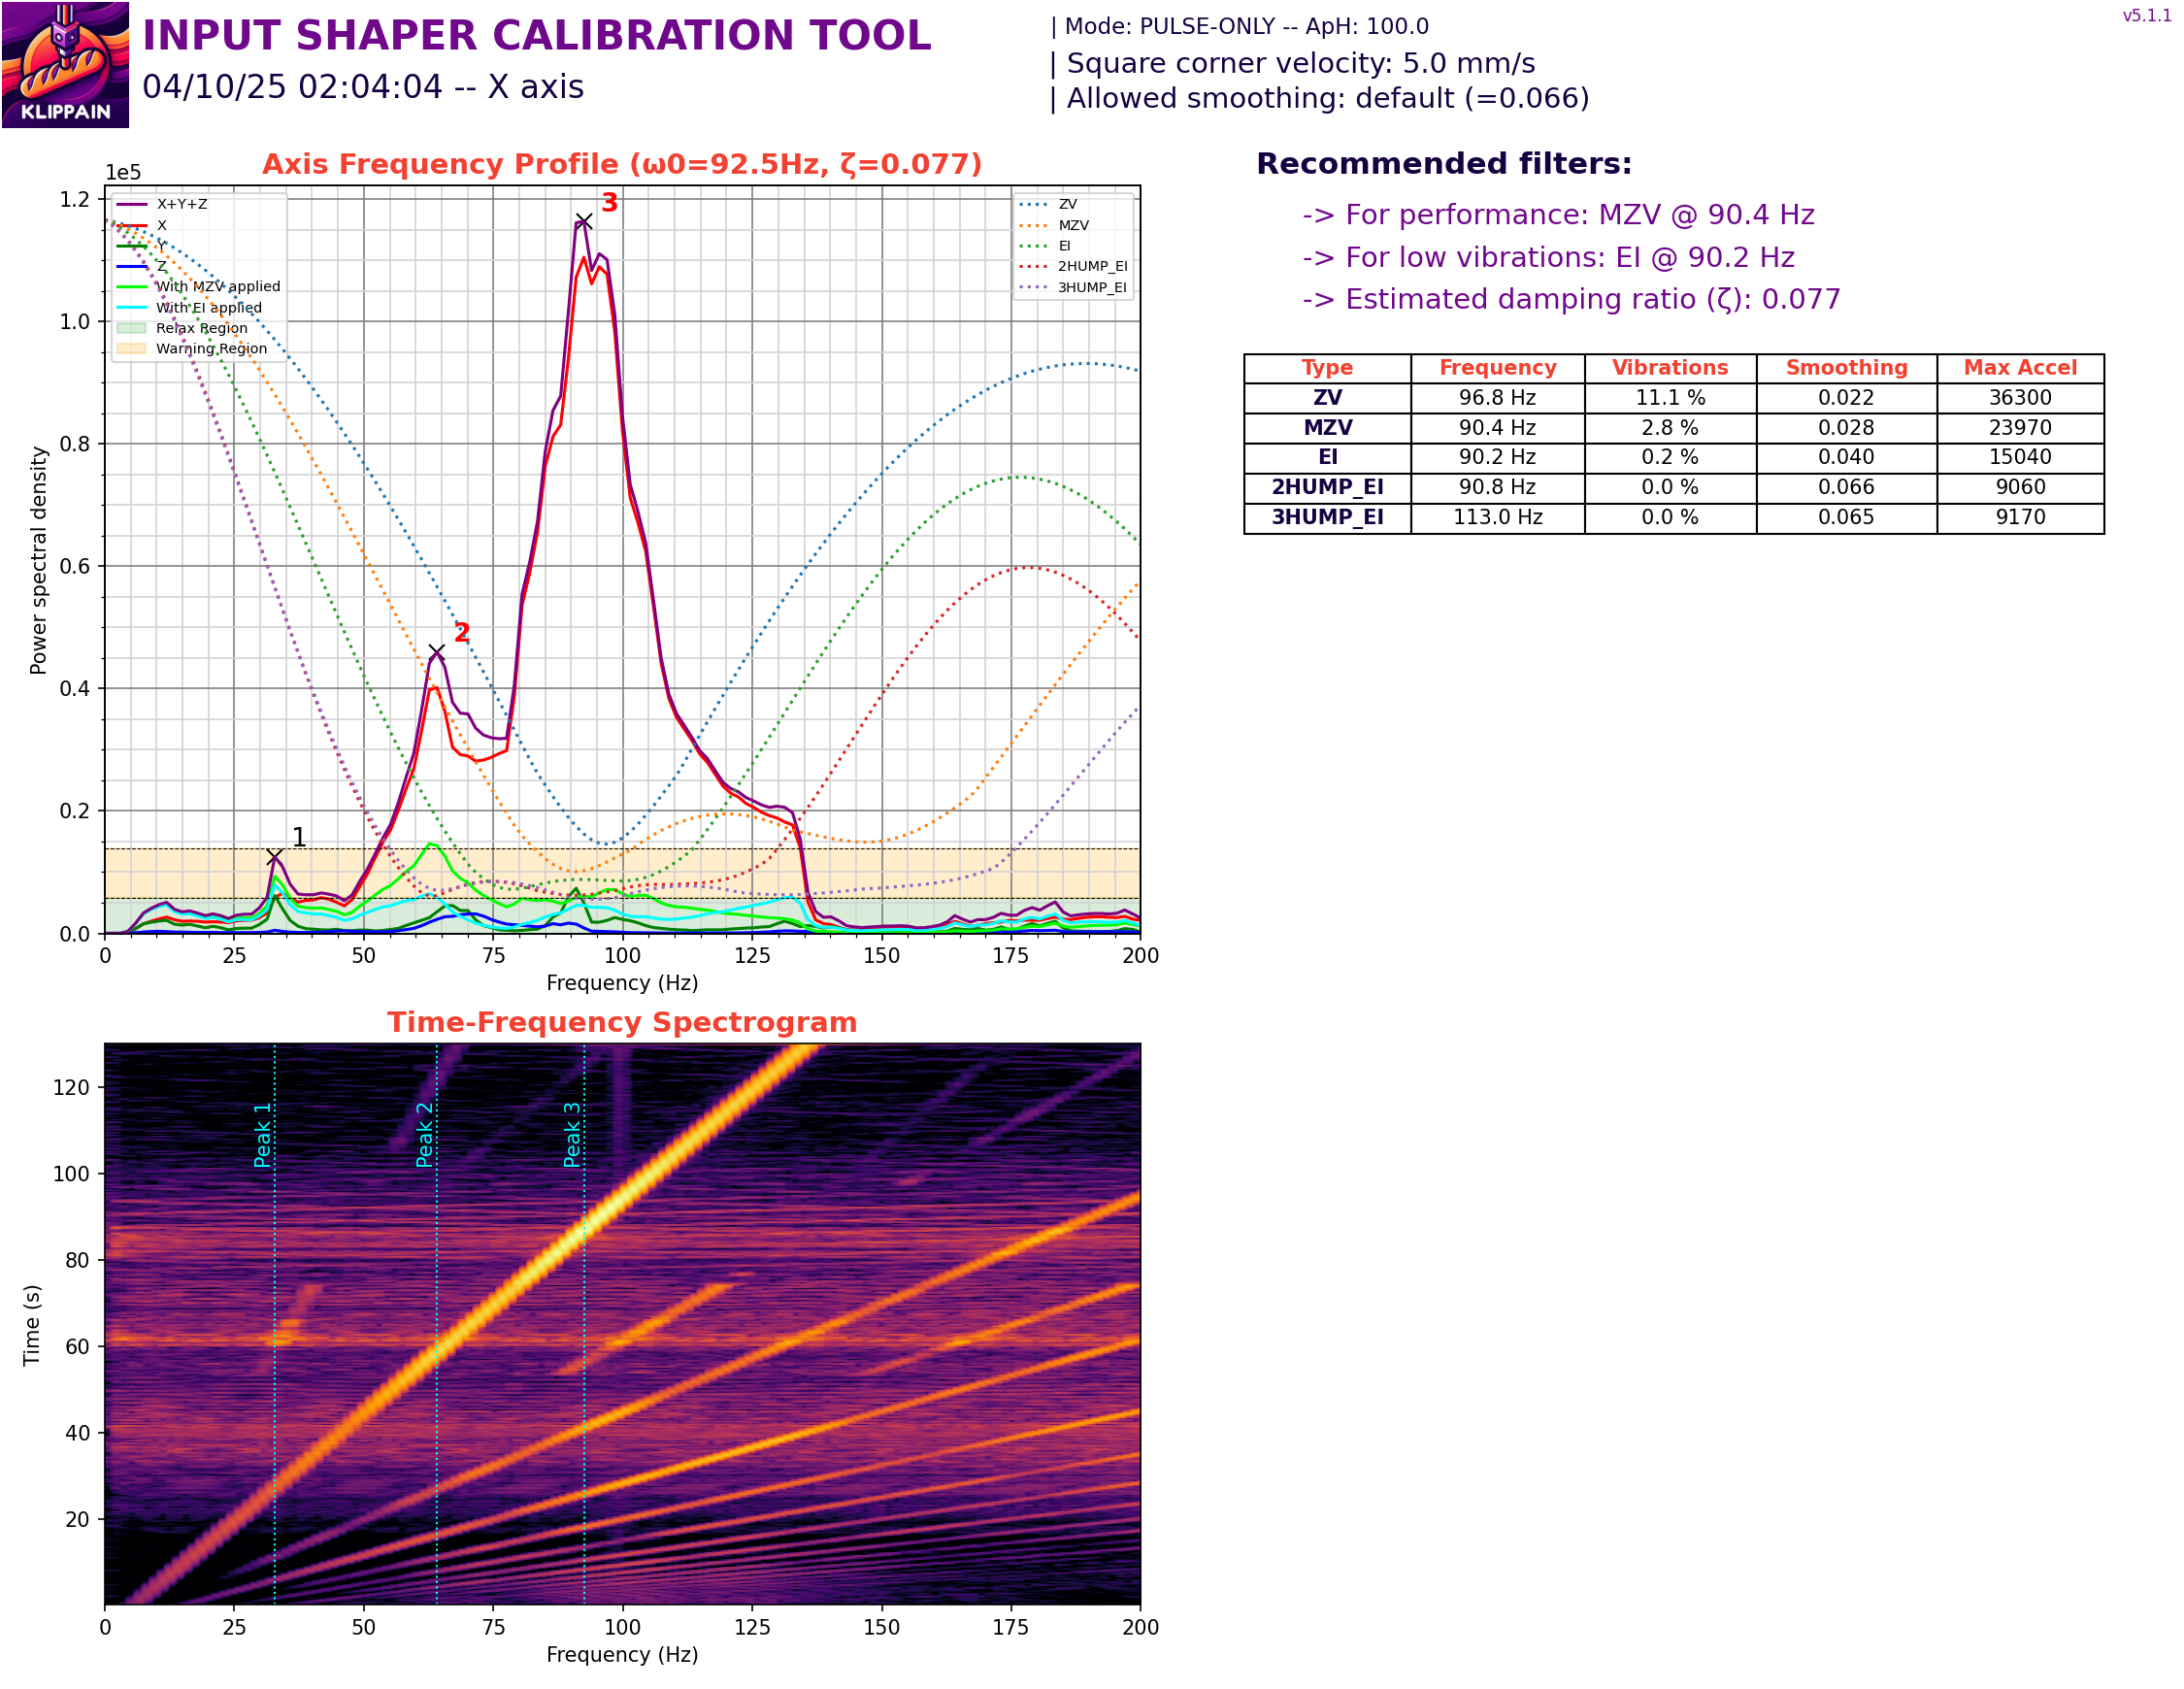 KLIPPAIN
INPUT SHAPER CALIBRATION TOOL
04/10/25 02:04:04 -- X axis
| Mode: PULSE-ONLY -- ApH: 100.0
| Square corner velocity: 5.0 mm/s
| Allowed smoothing: default (=0.066)
v5.1.1
Axis Frequency Profile (ω0=92.5Hz, ζ=0.077)
1e5
X+Y+Z
X
Y
Z
With MZV applied
With EI applied
Relax Region
Warning Region
ZV
MZV
EI
2HUMP_EI
3HUMP_EI
1
2
3
Power spectral density
1.2
1.0
0.8
0.6
0.4
0.2
0.0
0 25 50 75 100 125 150 175 200
Frequency (Hz)
Recommended filters:
-> For performance: MZV @ 90.4 Hz
-> For low vibrations: EI @ 90.2 Hz
-> Estimated damping ratio (ζ): 0.077
Type Frequency Vibrations Smoothing Max Accel
ZV 96.8 Hz 11.1 % 0.022 36300
MZV 90.4 Hz 2.8 % 0.028 23970
EI 90.2 Hz 0.2 % 0.040 15040
2HUMP_EI 90.8 Hz 0.0 % 0.066 9060
3HUMP_EI 113.0 Hz 0.0 % 0.065 9170
Time-Frequency Spectrogram
Time (s)
120
100
80
60
40
20
Peak 1
Peak 2
Peak 3
0 25 50 75 100 125 150 175 200
Frequency (Hz)